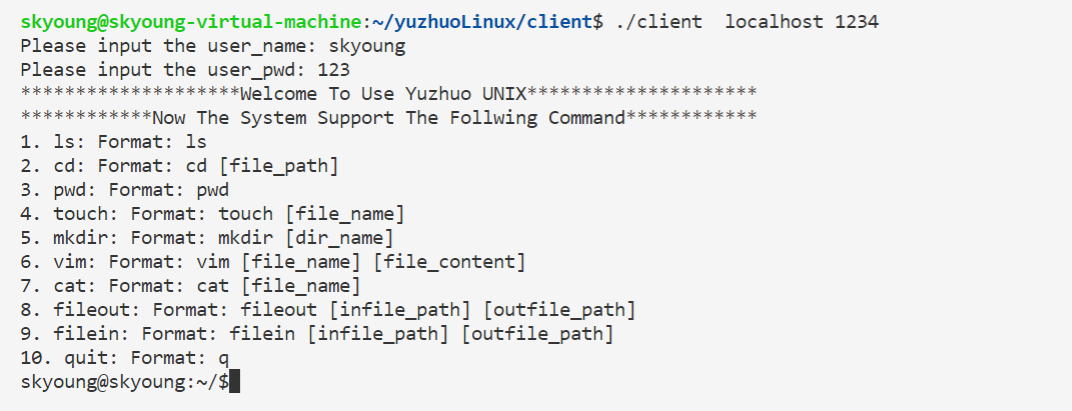 skyoung@skyoung-virtual-machine:~/yuzhuoLinux/client$ ./client  localhost 1234
Please input the user_name: skyoung
Please input the user_pwd: 123
********************Welcome To Use Yuzhuo UNIX*********************
************Now The System Support The Follwing Command************
1. ls: Format: ls
2. cd: Format: cd [file_path]
3. pwd: Format: pwd
4. touch: Format: touch [file_name]
5. mkdir: Format: mkdir [dir_name]
6. vim: Format: vim [file_name] [file_content]
7. cat: Format: cat [file_name]
8. fileout: Format: fileout [infile_path] [outfile_path]
9. filein: Format: filein [infile_path] [outfile_path]
10. quit: Format: q
skyoung@skyoung:~/$